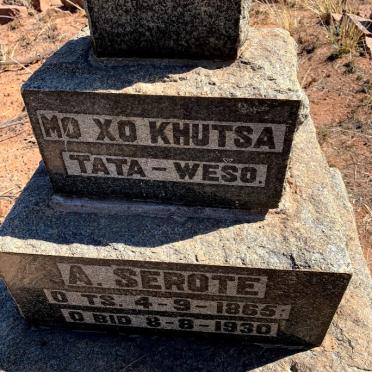 MO XO KHUTSA
TATA-WESO.
A. SEROTE
O TS. 4-9-1865:
O BID 8-8-1930